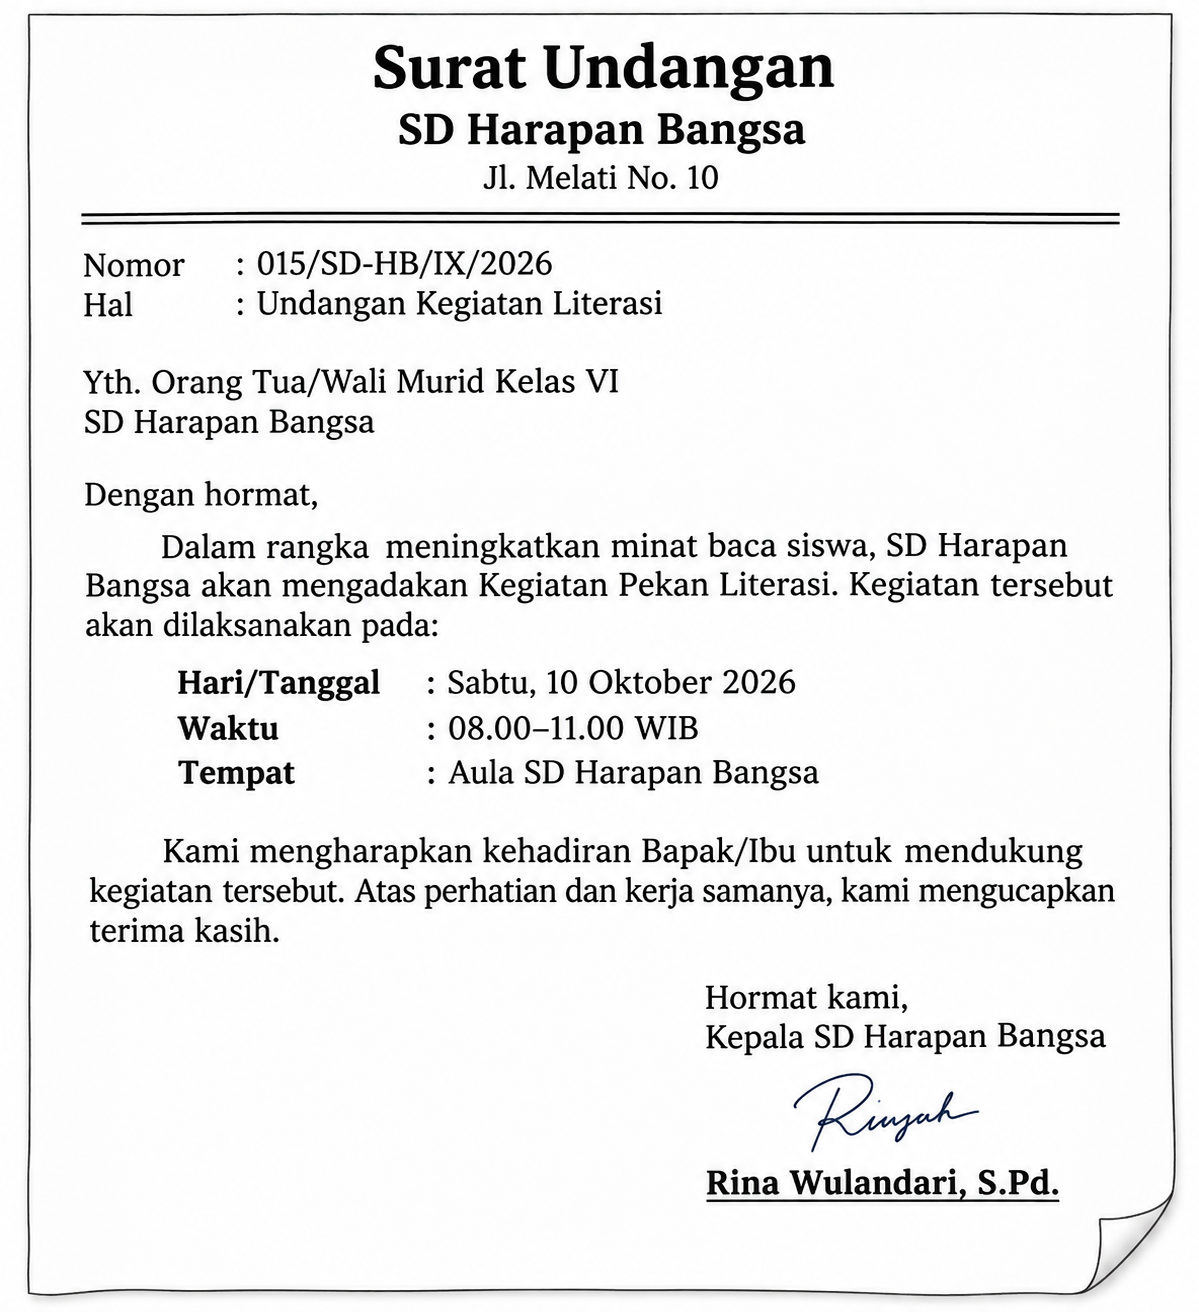 Surat Undangan
SD Harapan Bangsa
Jl. Melati No. 10
Nomor : 015/SD-HB/IX/2026
Hal : Undangan Kegiatan Literasi
Yth. Orang Tua/Wali Murid Kelas VI
SD Harapan Bangsa
Dengan hormat,
Dalam rangka meningkatkan minat baca siswa, SD Harapan
Bangsa akan mengadakan Kegiatan Pekan Literasi. Kegiatan tersebut
akan dilaksanakan pada:
Hari/Tanggal : Sabtu, 10 Oktober 2026
Waktu : 08.00–11.00 WIB
Tempat : Aula SD Harapan Bangsa
Kami mengharapkan kehadiran Bapak/Ibu untuk mendukung
kegiatan tersebut. Atas perhatian dan kerja samanya, kami mengucapkan
terima kasih.
Hormat kami,
Kepala SD Harapan Bangsa
Rina Wulandari, S.Pd.